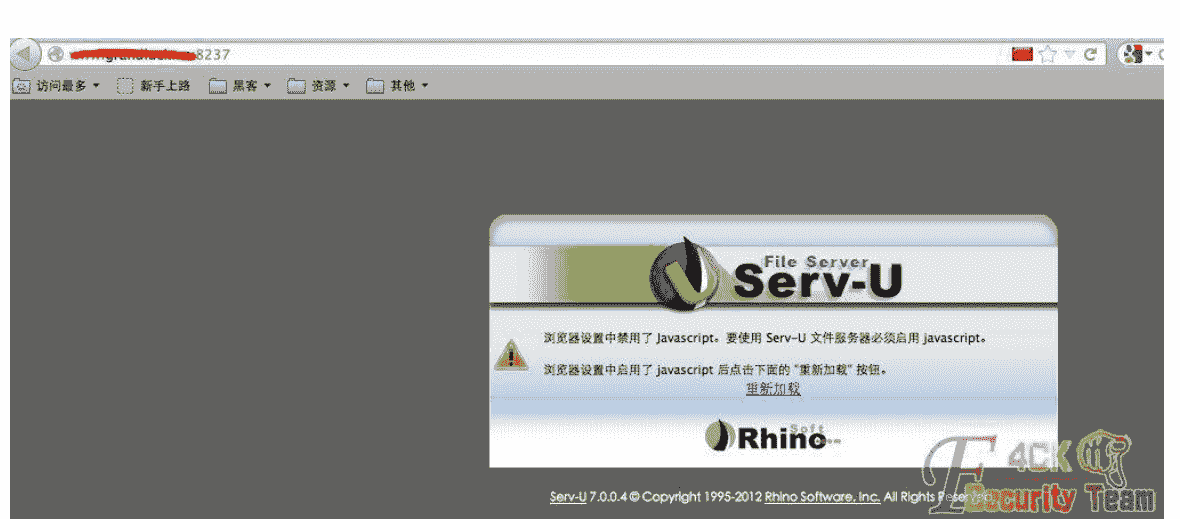 8237
访问最多
新手上路
黑客
资源
其他
File Server
Serv-U
浏览器设置中禁用了 Javascript。要使用 Serv-U 文件服务器必须启用 javascript。
浏览器设置中启用了 javascript 后点击下面的 "重新加载" 按钮。
重新加载
Rhino
Soft
F4CK
Security Team
Serv-U 7.0.0.4 © Copyright 1995-2012 Rhino Software, Inc. All Rights Reserved